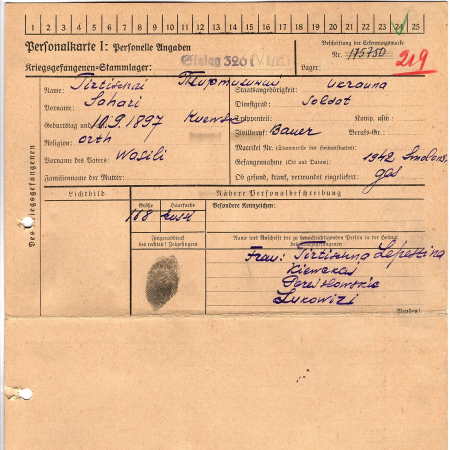 1 2 3 4 5 6 7 8 9 10 11 12 13 14 15 16 17 18 19 20 21 22 23 24 25
Personalkarte I: Personelle Angaben
Beschriftung der Erkennungsmarke
Nr. 175750
219
Kriegsgefangenen-Stammlager: Stalag 326 (VI K)
Lager:
Des Kriegsgefangenen
Name: Tirtischni
Staatsangehörigkeit: Ukraina
Vorname: Sahari
Dienstgrad: Soldat
Geburtstag und 10.9.1897
Truppenteil: Komp. usw.:
Religion: orth
Zivilberuf: Bauer Berufs-Gr.:
Vorname des Vaters: Wasili
Matrikel Nr. (Stammrolle des Heimatstaates):
Gefangennahme (Ort und Datum): 1942 Smolens.
Familienname der Mutter:
Ob gesund, krank, verwundet eingeliefert: ges
Lichtbild
Nähere Personalbeschreibung
Größe Haarfarbe
Besondere Kennzeichen:
168
Fingerabdruck
des rechten! Zeigefingers
Name und Anschrift der zu benachrichtigenden Person in der Heimat
des Kriegsgefangenen
Frau: Tirtischna
Kiewskaj
Lukowizi
Wenden!